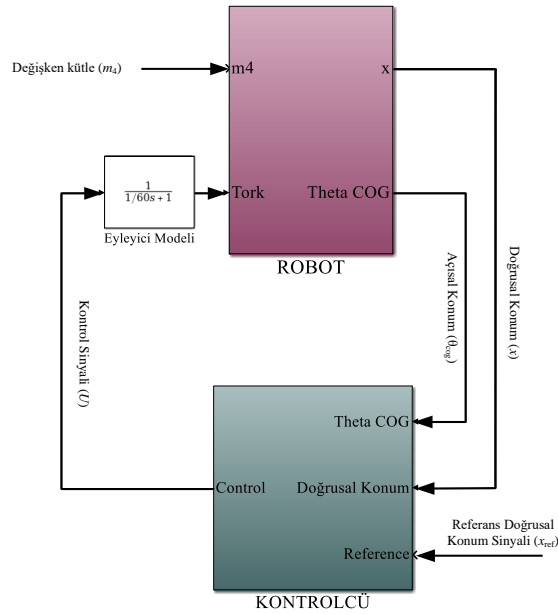 Değişken kütle (m₄)
m4
x
1
1/60s + 1
Tork
Theta COG
Eyleyici Modeli
ROBOT
Kontrol Sinyali (U)
Açısal Konum (θcog)
Doğrusal Konum (x)
Theta COG
Control
Doğrusal Konum
Referans Doğrusal
Konum Sinyali (xref)
Reference
KONTROLCÜ